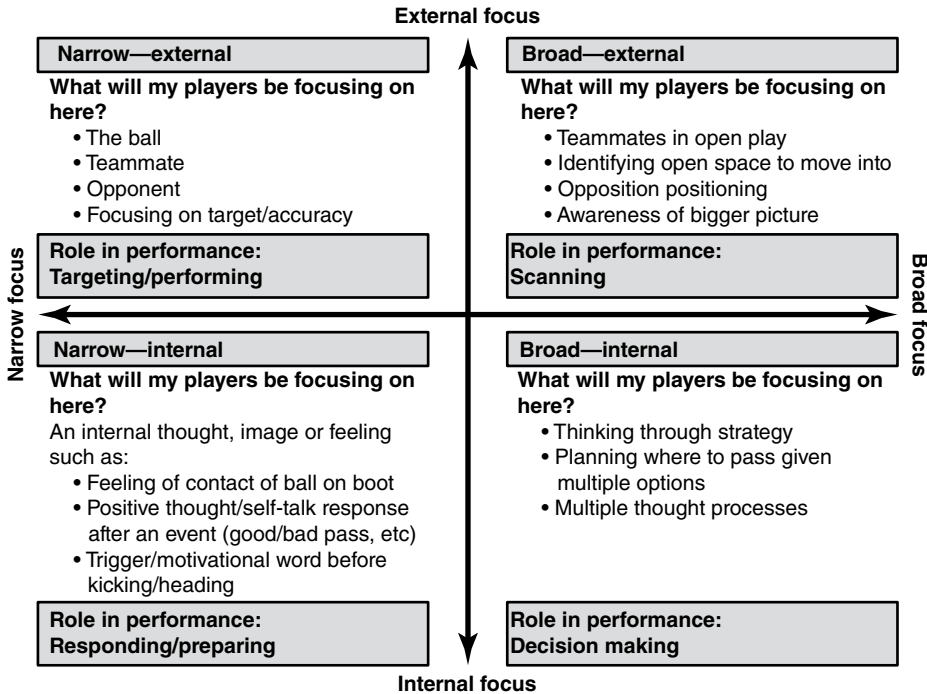 External focus
Narrow—external
What will my players be focusing on
here?
• The ball
• Teammate
• Opponent
• Focusing on target/accuracy
Role in performance:
Targeting/performing
Broad—external
What will my players be focusing on
here?
• Teammates in open play
• Identifying open space to move into
• Opposition positioning
• Awareness of bigger picture
Role in performance:
Scanning
Narrow focus
Broad focus
Narrow—internal
What will my players be focusing on
here?
An internal thought, image or feeling
such as:
• Feeling of contact of ball on boot
• Positive thought/self-talk response
after an event (good/bad pass, etc)
• Trigger/motivational word before
kicking/heading
Role in performance:
Responding/preparing
Broad—internal
What will my players be focusing on
here?
• Thinking through strategy
• Planning where to pass given
multiple options
• Multiple thought processes
Role in performance:
Decision making
Internal focus